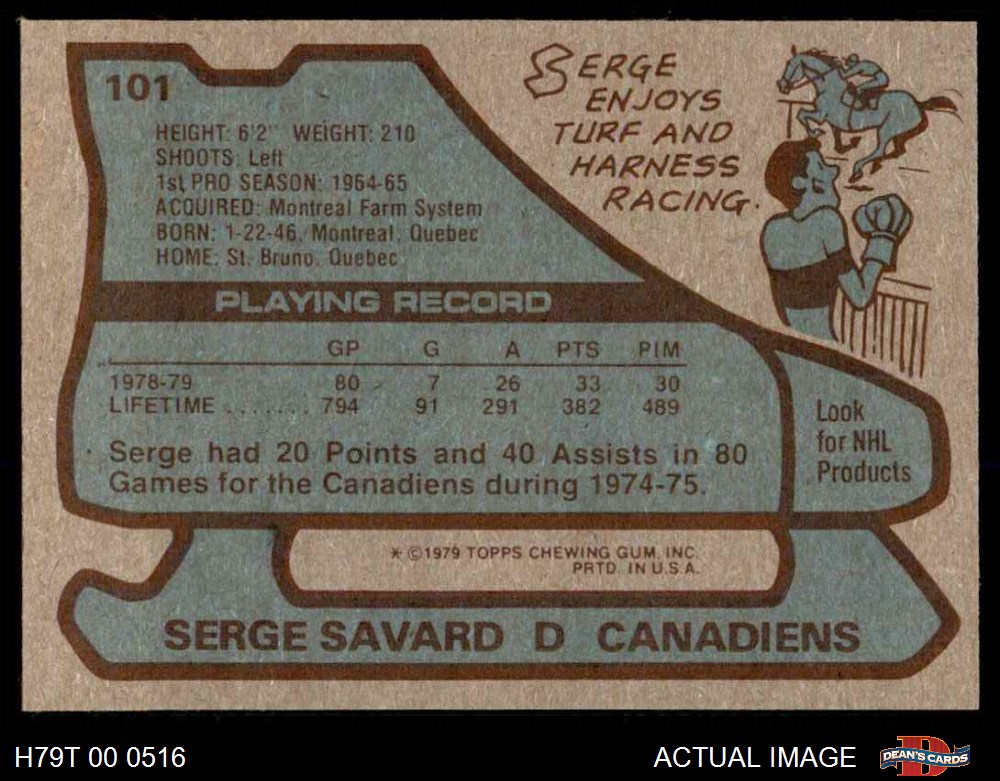 101
SERGE
ENJOYS
TURF AND
HARNESS
RACING.
HEIGHT: 6'2" WEIGHT: 210
SHOOTS: Left
1st PRO SEASON: 1964-65
ACQUIRED: Montreal Farm System
BORN: 1-22-46, Montreal, Quebec
HOME: St. Bruno, Quebec
PLAYING RECORD
GP G A PTS PIM
1978-79 80 7 26 33 30
LIFETIME ........ 794 91 291 382 489
Serge had 20 Points and 40 Assists in 80
Games for the Canadiens during 1974-75.
Look
for NHL
Products
* ©1979 TOPPS CHEWING GUM, INC.
PRTD. IN U.S.A.
SERGE SAVARD D CANADIENS
H79T 00 0516
ACTUAL IMAGE
DEAN'S CARDS